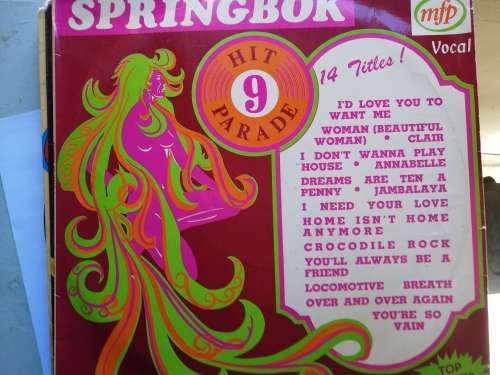 SPRINGBOK
mfp
Vocal
HIT
9
PARADE
14 Titles!
I'D LOVE YOU TO
WANT ME
WOMAN (BEAUTIFUL
WOMAN) • CLAIR
I DON'T WANNA PLAY
HOUSE • ANNABELLE
DREAMS ARE TEN A
PENNY • JAMBALAYA
I NEED YOUR LOVE
HOME ISN'T HOME
ANYMORE
CROCODILE ROCK
YOU'LL ALWAYS BE A
FRIEND
LOCOMOTIVE BREATH
OVER AND OVER AGAIN
YOU'RE SO
VAIN
TOP